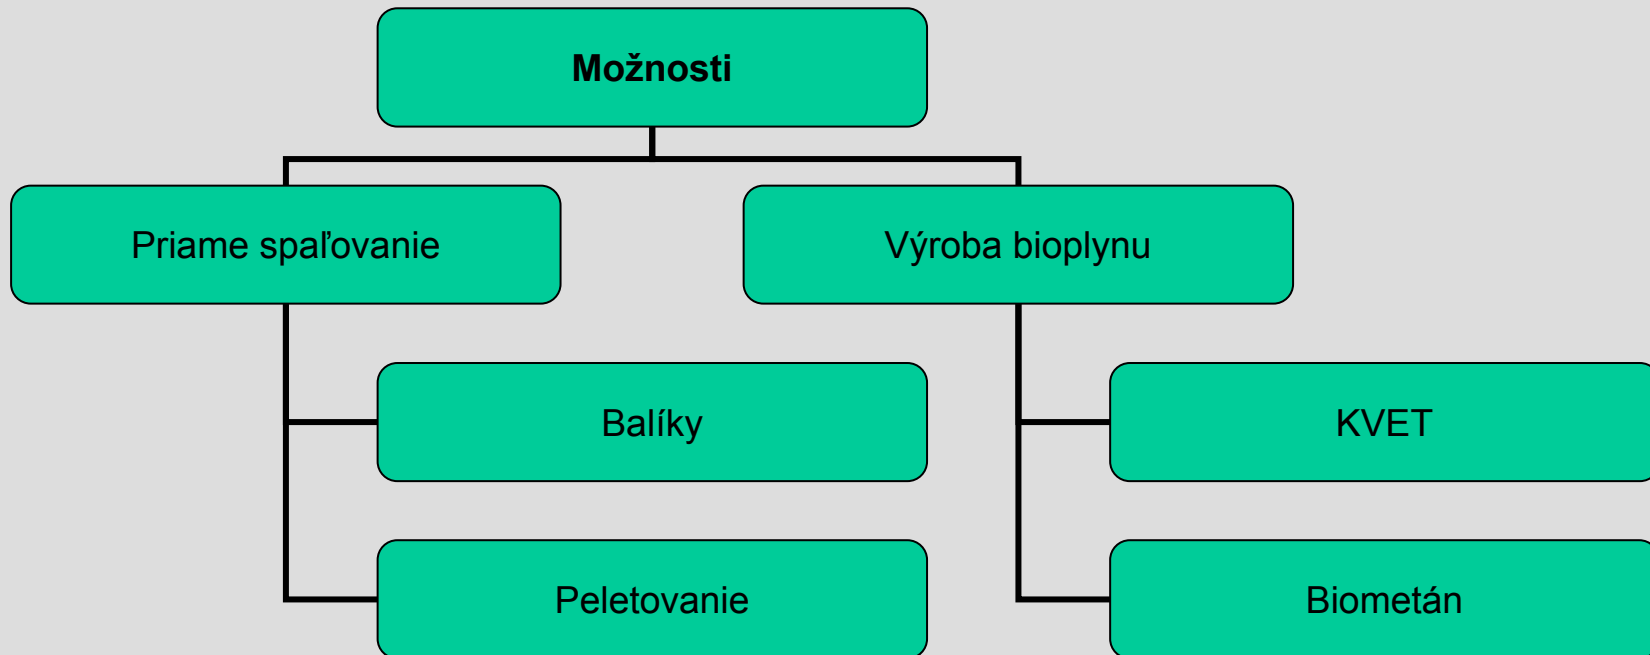 Možnosti
Priame spaľovanie
Výroba bioplynu
Balíky
KVET
Peletovanie
Biometán